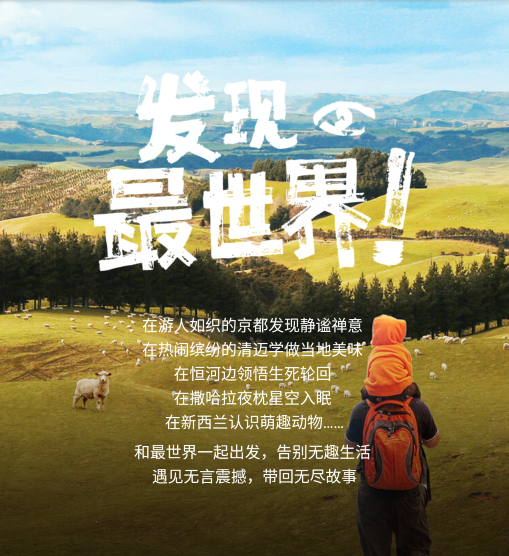 发现
最世界!
在游人如织的京都发现静谧禅意
在热闹缤纷的清迈学做当地美味
在恒河边领悟生死轮回
在撒哈拉夜枕星空入眠
在新西兰认识萌趣动物……
和最世界一起出发，告别无趣生活
遇见无言震撼，带回无尽故事